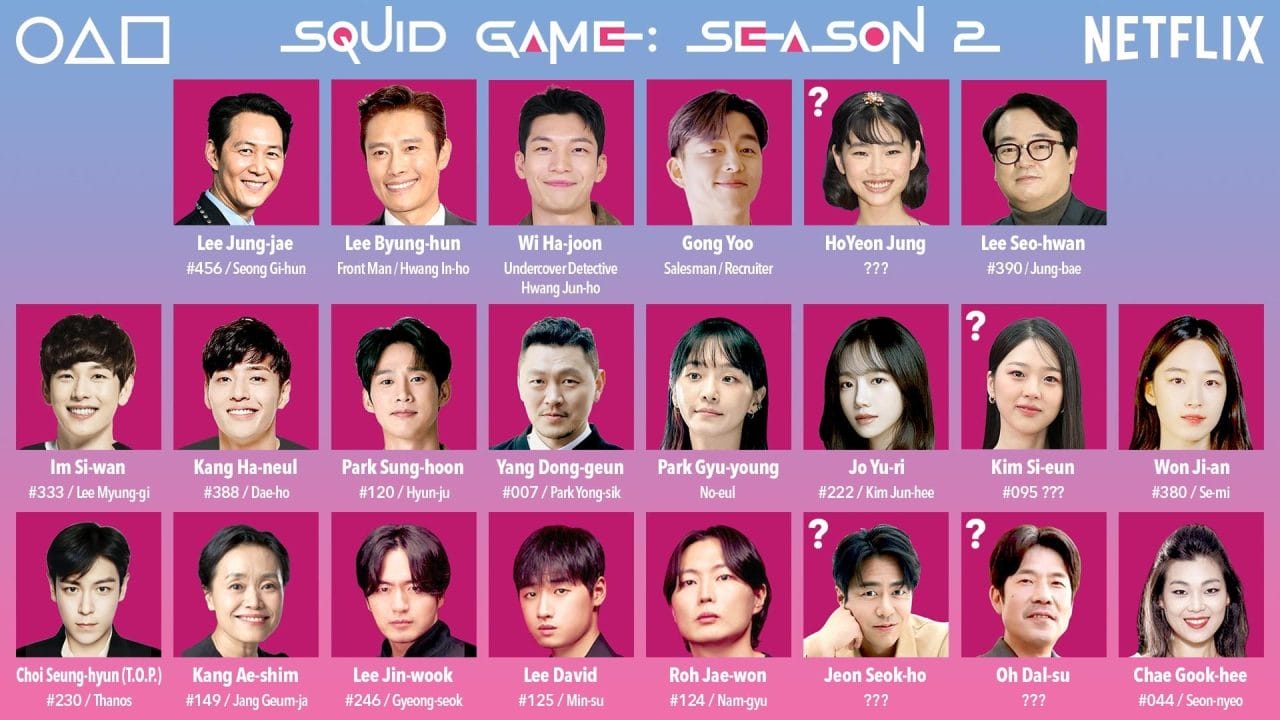 SQUID GAME: SEASON 2
NETFLIX
?
Lee Jung-jae
#456 / Seong Gi-hun
Lee Byung-hun
Front Man / Hwang In-ho
Wi Ha-joon
Undercover Detective
Hwang Jun-ho
Gong Yoo
Salesman / Recruiter
HoYeon Jung
???
Lee Seo-hwan
#390 / Jung-bae
?
Im Si-wan
#333 / Lee Myung-gi
Kang Ha-neul
#388 / Dae-ho
Park Sung-hoon
#120 / Hyun-ju
Yang Dong-geun
#007 / Park Yong-sik
Park Gyu-young
No-eul
Jo Yu-ri
#222 / Kim Jun-hee
Kim Si-eun
#095 ???
Won Ji-an
#380 / Se-mi
?
?
Choi Seung-hyun (T.O.P.)
#230 / Thanos
Kang Ae-shim
#149 / Jang Geum-ja
Lee Jin-wook
#246 / Gyeong-seok
Lee David
#125 / Min-su
Roh Jae-won
#124 / Nam-gyu
Jeon Seok-ho
???
Oh Dal-su
???
Chae Gook-hee
#044 / Seon-nyeo